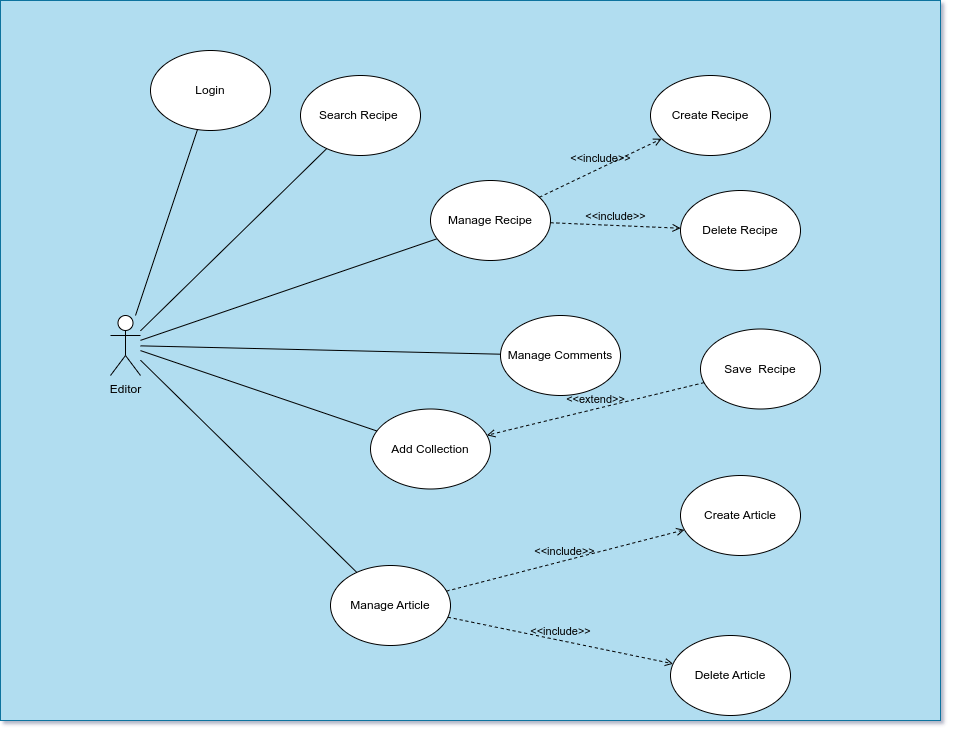 Login
Search Recipe
Create Recipe
<<include>>
Manage Recipe
<<include>>
Delete Recipe
Manage Comments
Save  Recipe
Editor
<<extend>>
Add Collection
Create Article
<<include>>
Manage Article
<<include>>
Delete Article